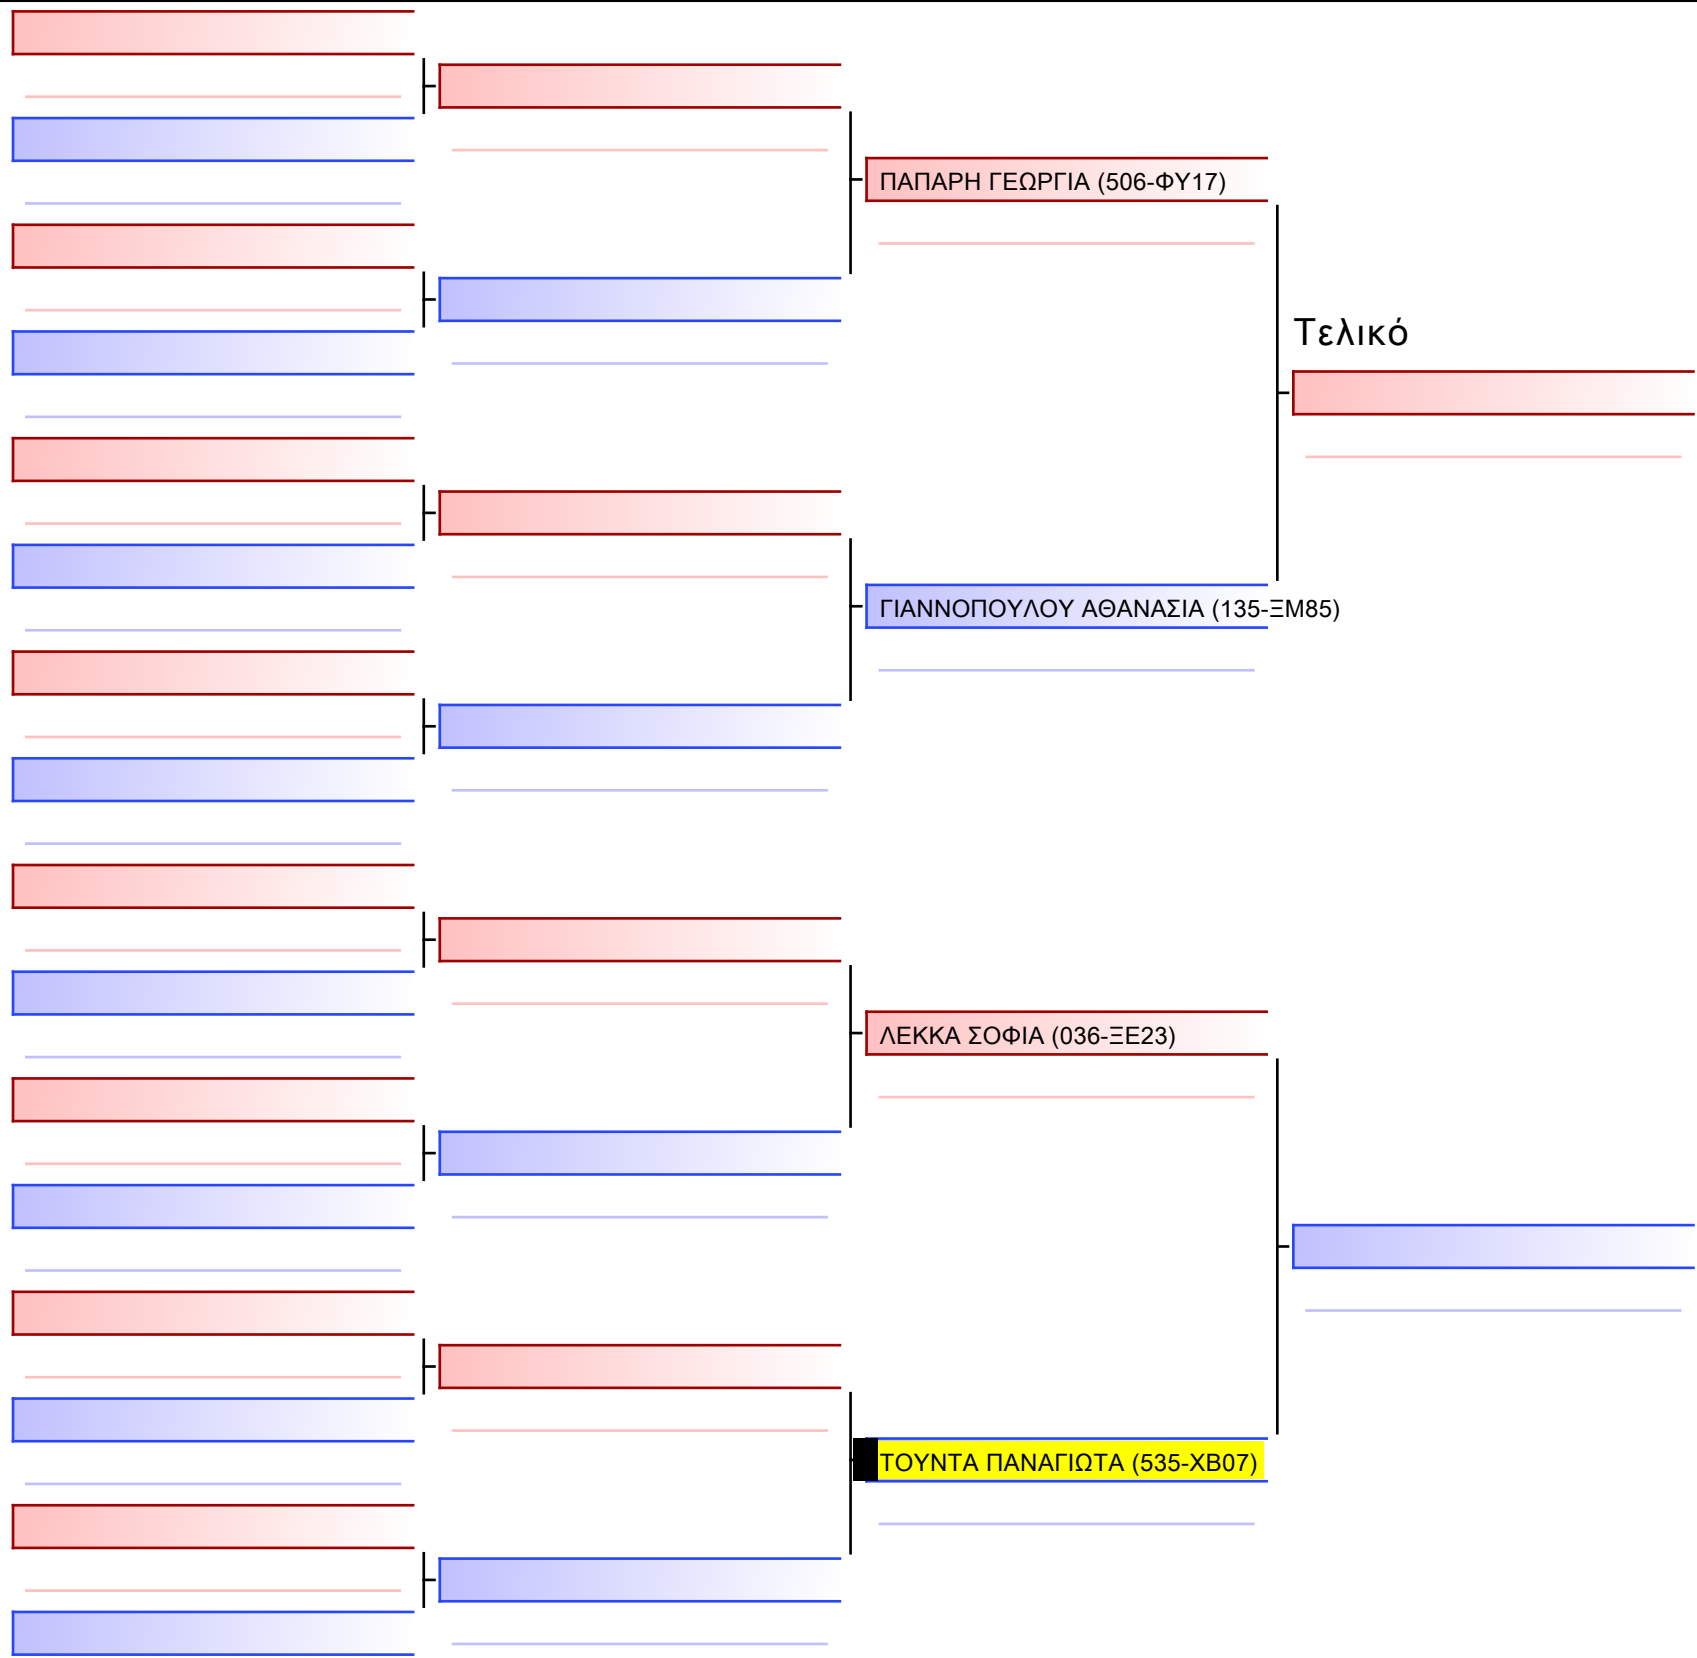 ΠΑΠΑΡΗ ΓΕΩΡΓΙΑ (506-ΦΥ17)
Τελικό
ΓΙΑΝΝΟΠΟΥΛΟΥ ΑΘΑΝΑΣΙΑ (135-ΞΜ85)
ΛΕΚΚΑ ΣΟΦΙΑ (036-ΞΕ23)
ΤΟΥΝΤΑ ΠΑΝΑΓΙΩΤΑ (535-ΧΒ07)